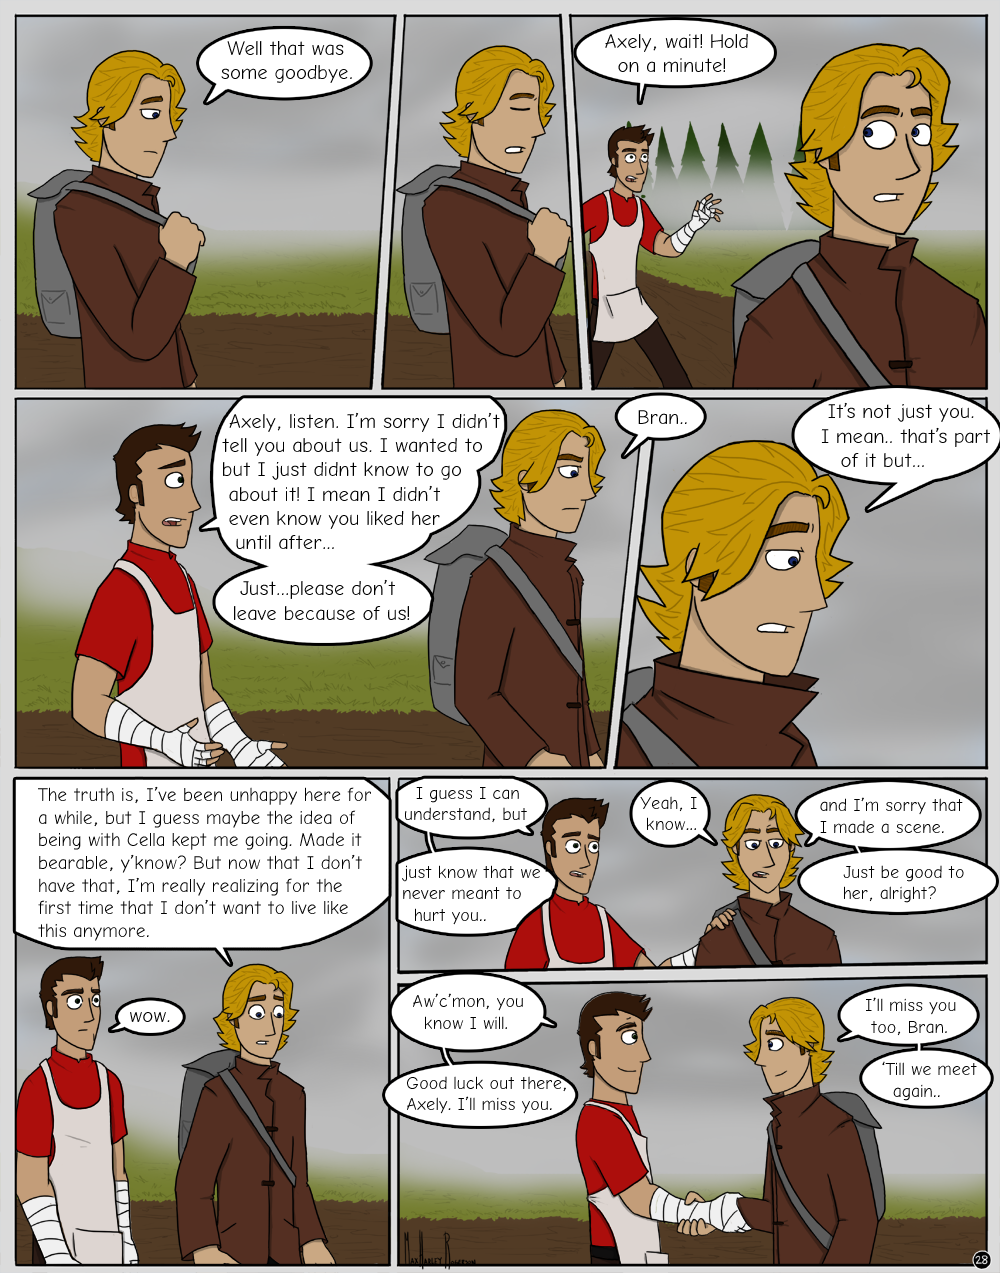 Well that was
some goodbye.
Axely, wait! Hold
on a minute!
Axely, listen. I'm sorry I didn't
tell you about us. I wanted to
but I just didnt know to go
about it! I mean I didn't
even know you liked her
until after...
Just...please don't
leave because of us!
Bran..
It's not just you.
I mean.. that's part
of it but...
The truth is, I've been unhappy here for
a while, but I guess maybe the idea of
being with Cella kept me going. Made it
bearable, y'know? But now that I don't
have that, I'm really realizing for the
first time that I don't want to live like
this anymore.
wow.
I guess I can
understand, but
just know that we
never meant to
hurt you..
Yeah, I
know...
and I'm sorry that
I made a scene.
Just be good to
her, alright?
Aw'c'mon, you
know I will.
Good luck out there,
Axely. I'll miss you.
I'll miss you
too, Bran.
'Till we meet
again..
28